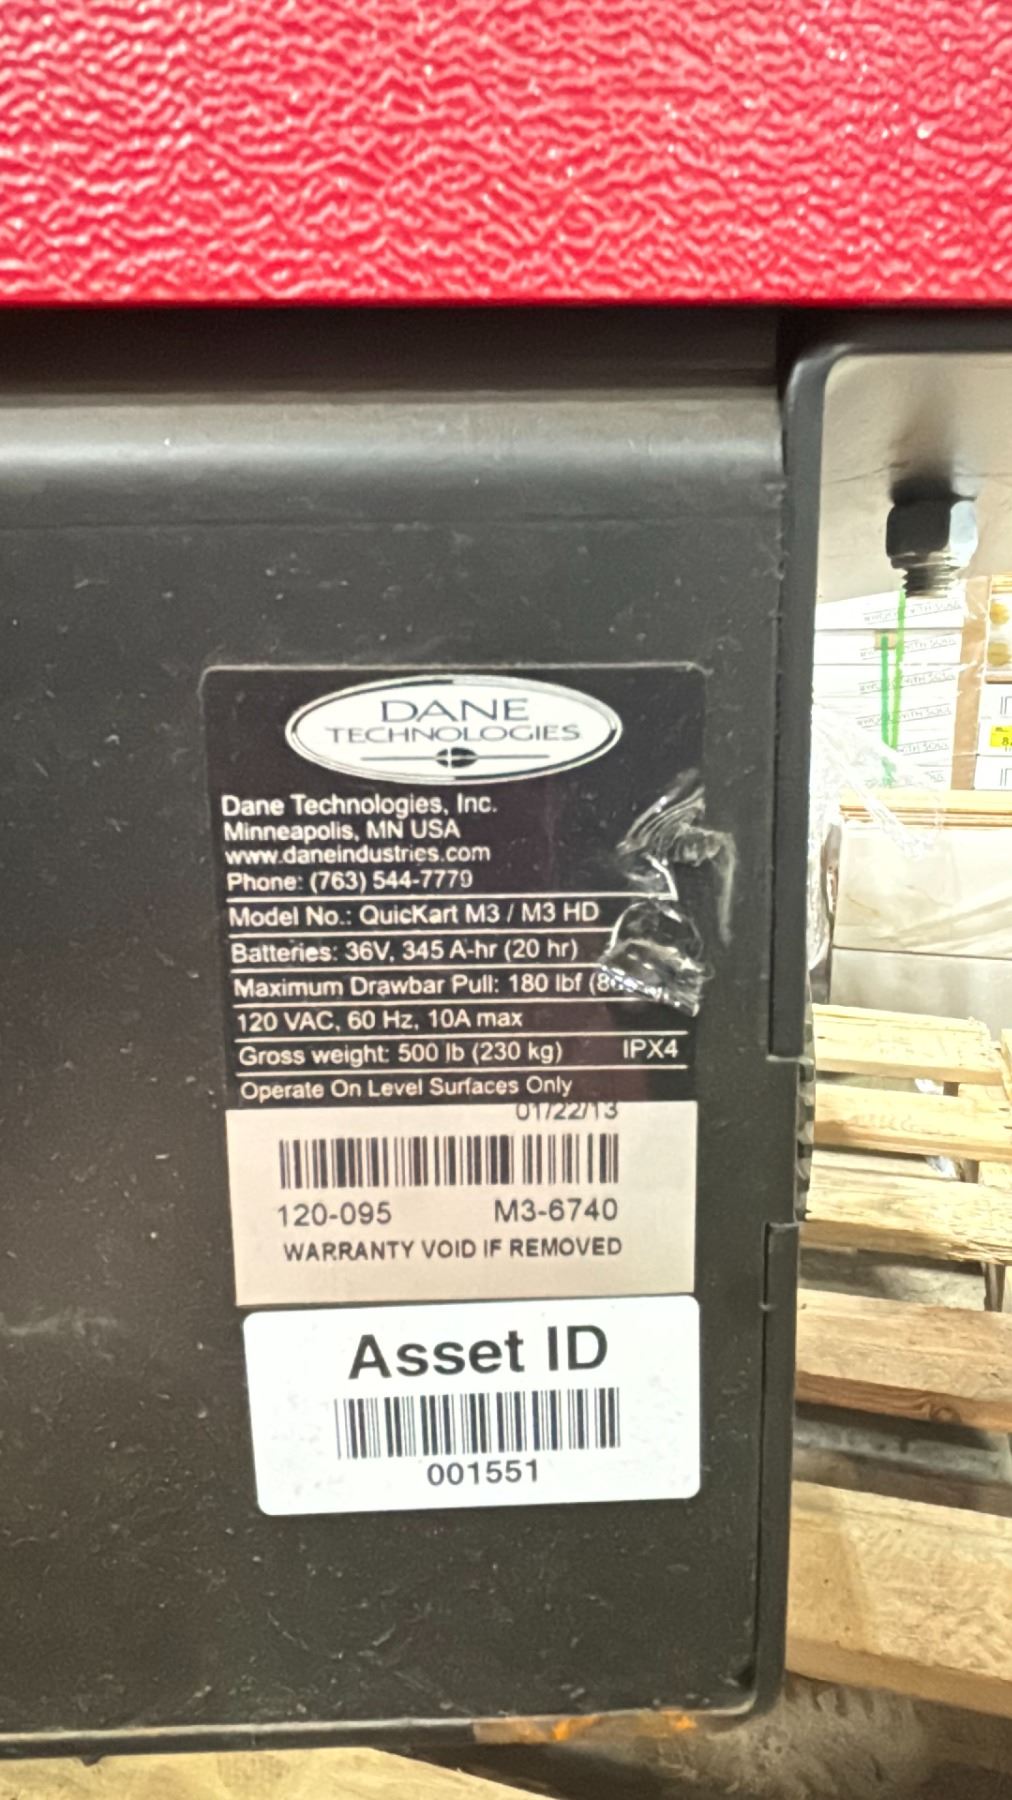 DANE
TECHNOLOGIES
Dane Technologies, Inc.
Minneapolis, MN USA
www.daneindustries.com
Phone: (763) 544-7779
Model No.: QuicKart M3 / M3 HD
Batteries: 36V, 345 A-hr (20 hr)
Maximum Drawbar Pull: 180 lbf
120 VAC, 60 Hz, 10A max
Gross weight: 500 lb (230 kg) IPX4
Operate On Level Surfaces Only
01/22/13
120-095 M3-6740
WARRANTY VOID IF REMOVED
Asset ID
001551